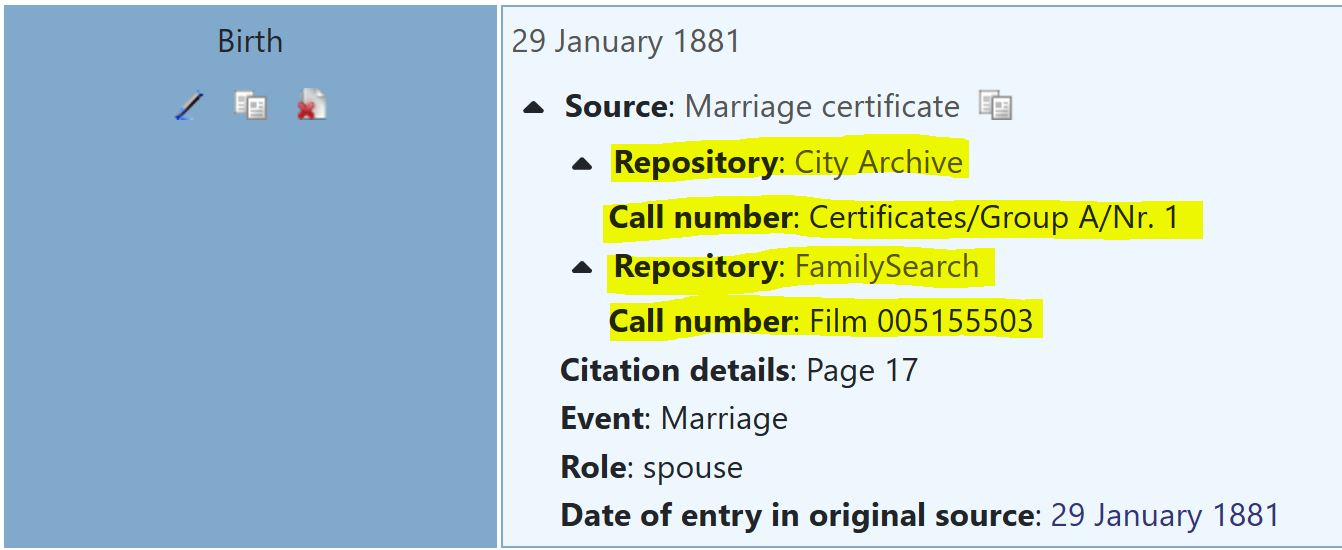 Birth
29 January 1881
Source: Marriage certificate
Repository: City Archive
Call number: Certificates/Group A/Nr. 1
Repository: FamilySearch
Call number: Film 005155503
Citation details: Page 17
Event: Marriage
Role: spouse
Date of entry in original source: 29 January 1881